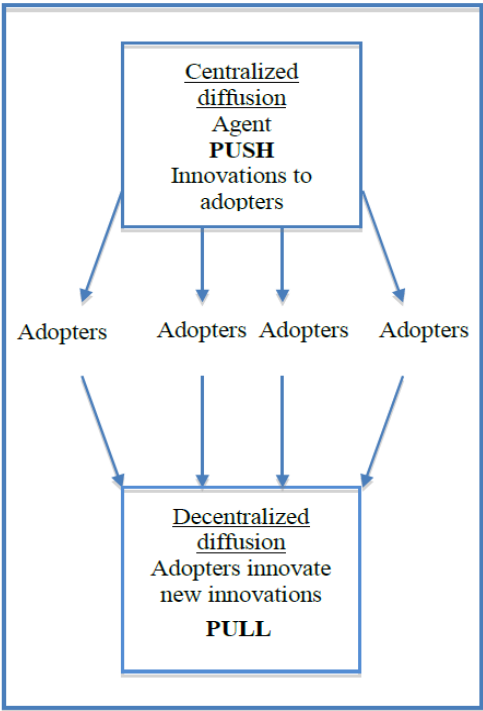 Centralized
diffusion
Agent
PUSH
Innovations to
adopters
Adopters Adopters Adopters Adopters
Decentralized
diffusion
Adopters innovate
new innovations
PULL